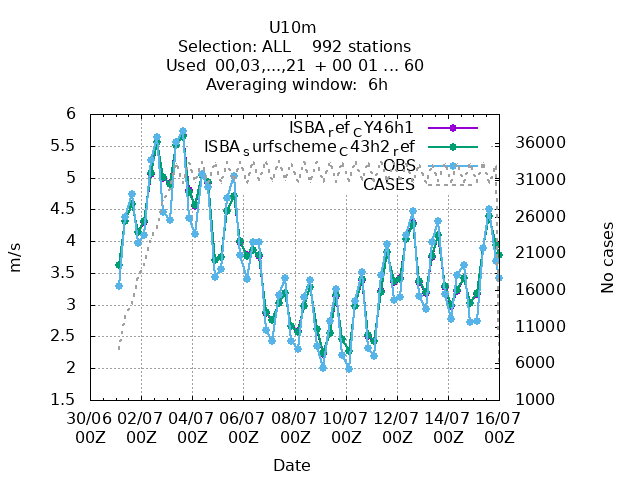 U10m
Selection: ALL 992 stations
Used 00,03,...,21 + 00 01 ... 60
Averaging window: 6h
ISBA_ref_CY46h1
ISBA_surfscheme_C43h2_ref
OBS
CASES
6
5.5
5
4.5
4
3.5
3
2.5
2
1.5
m/s
36000
31000
26000
21000
16000
11000
6000
1000
No cases
30/06 02/07 04/07 06/07 08/07 10/07 12/07 14/07 16/07
00Z 00Z 00Z 00Z 00Z 00Z 00Z 00Z 00Z
Date